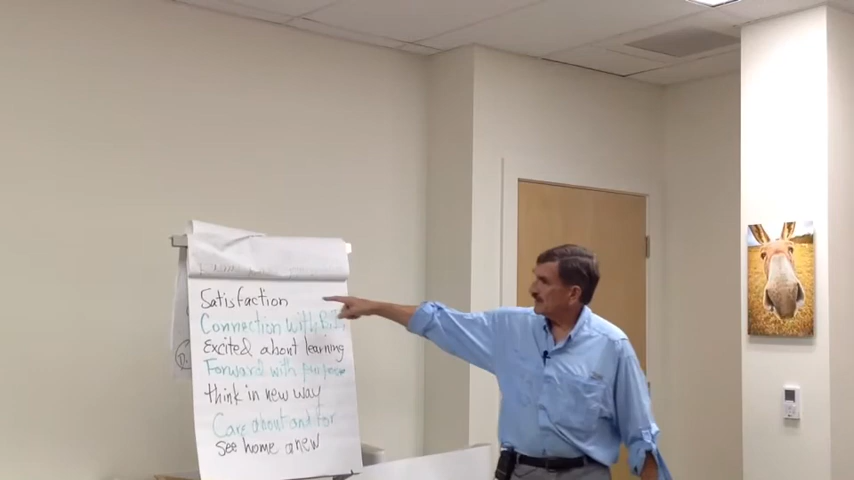 Satisfaction
Connection with
Excited about learning
Forward with purpose
think in new way
Care about and for
See home anew